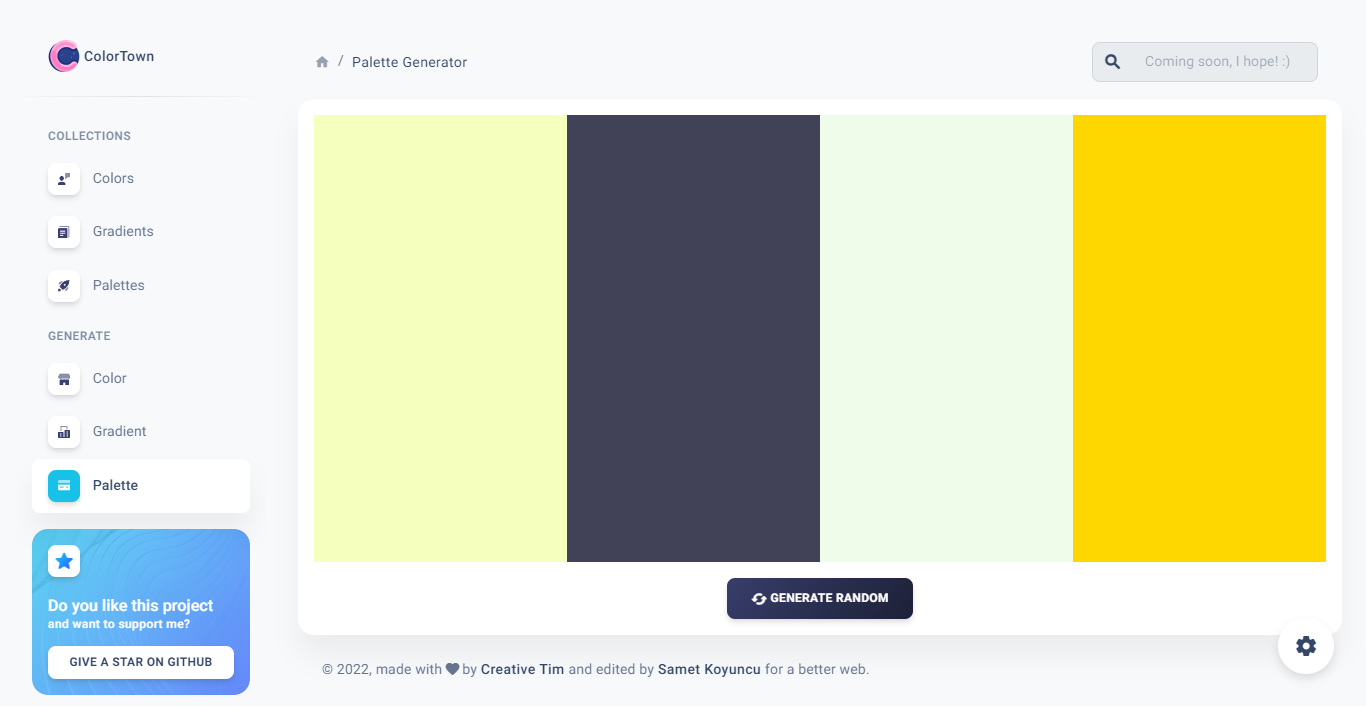 ColorTown
/ Palette Generator
Coming soon, I hope! :)
COLLECTIONS
Colors
Gradients
Palettes
GENERATE
Color
Gradient
Palette
Do you like this project
and want to support me?
GIVE A STAR ON GITHUB
GENERATE RANDOM
© 2022, made with by Creative Tim and edited by Samet Koyuncu for a better web.